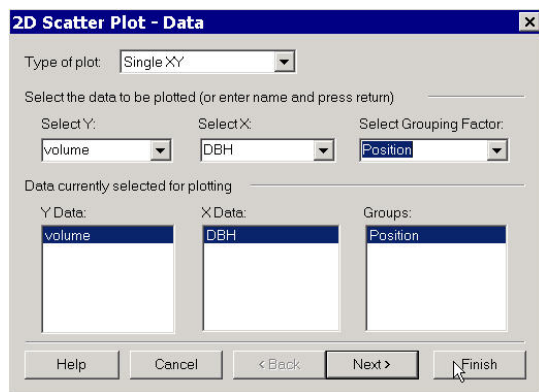 2D Scatter Plot - Data
Type of plot: Single XY
Select the data to be plotted (or enter name and press return)
Select Y: Select X: Select Grouping Factor:
volume DBH Position
Data currently selected for plotting
Y Data: X Data: Groups:
volume DBH Position
Help Cancel < Back Next > Finish